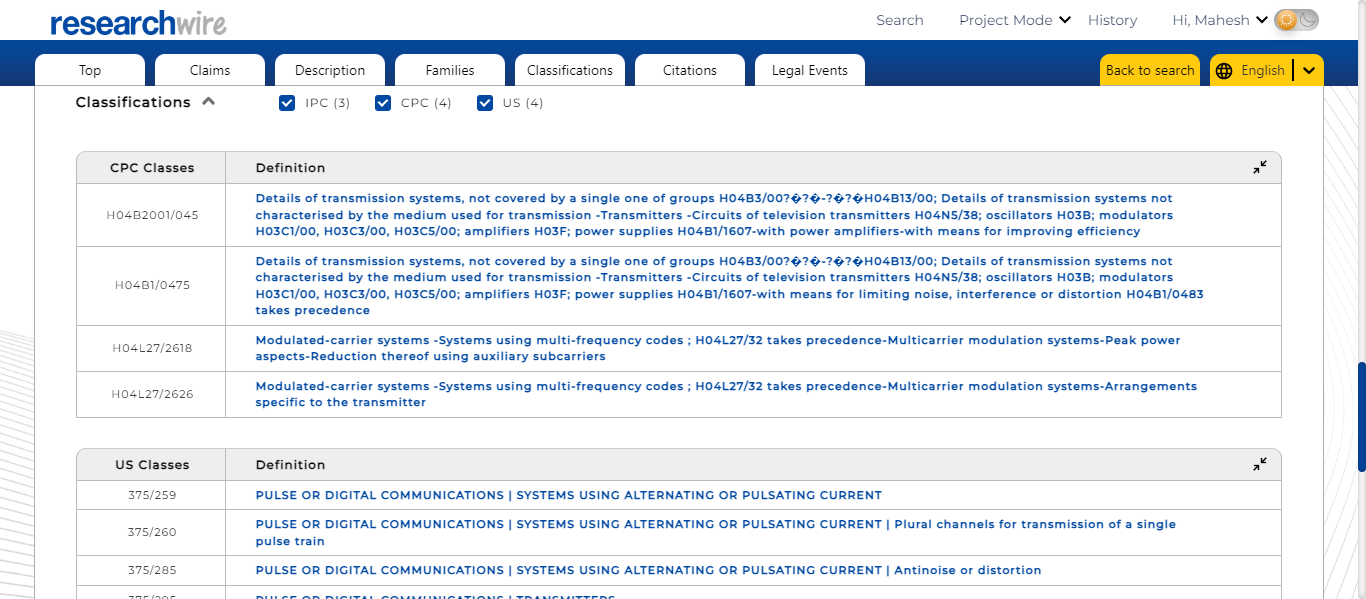 researchwire
Search Project Mode History Hi, Mahesh
Top Claims Description Families Classifications Citations Legal Events Back to search English
Classifications IPC (3) CPC (4) US (4)
CPC Classes Definition
H04B2001/045
Details of transmission systems, not covered by a single one of groups H04B3/00?�?�-?�?�H04B13/00; Details of transmission systems not
characterised by the medium used for transmission -Transmitters -Circuits of television transmitters H04N5/38; oscillators H03B; modulators
H03C1/00, H03C3/00, H03C5/00; amplifiers H03F; power supplies H04B1/1607-with power amplifiers-with means for improving efficiency
H04B1/0475
Details of transmission systems, not covered by a single one of groups H04B3/00?�?�-?�?�H04B13/00; Details of transmission systems not
characterised by the medium used for transmission -Transmitters -Circuits of television transmitters H04N5/38; oscillators H03B; modulators
H03C1/00, H03C3/00, H03C5/00; amplifiers H03F; power supplies H04B1/1607-with means for limiting noise, interference or distortion H04B1/0483
takes precedence
H04L27/2618
Modulated-carrier systems -Systems using multi-frequency codes ; H04L27/32 takes precedence-Multicarrier modulation systems-Peak power
aspects-Reduction thereof using auxiliary subcarriers
H04L27/2626
Modulated-carrier systems -Systems using multi-frequency codes ; H04L27/32 takes precedence-Multicarrier modulation systems-Arrangements
specific to the transmitter
US Classes Definition
375/259 PULSE OR DIGITAL COMMUNICATIONS | SYSTEMS USING ALTERNATING OR PULSATING CURRENT
375/260
PULSE OR DIGITAL COMMUNICATIONS | SYSTEMS USING ALTERNATING OR PULSATING CURRENT | Plural channels for transmission of a single
pulse train
375/285 PULSE OR DIGITAL COMMUNICATIONS | SYSTEMS USING ALTERNATING OR PULSATING CURRENT | Antinoise or distortion
PULSE OR DIGITAL COMMUNICATIONS | TRANSMITTERS